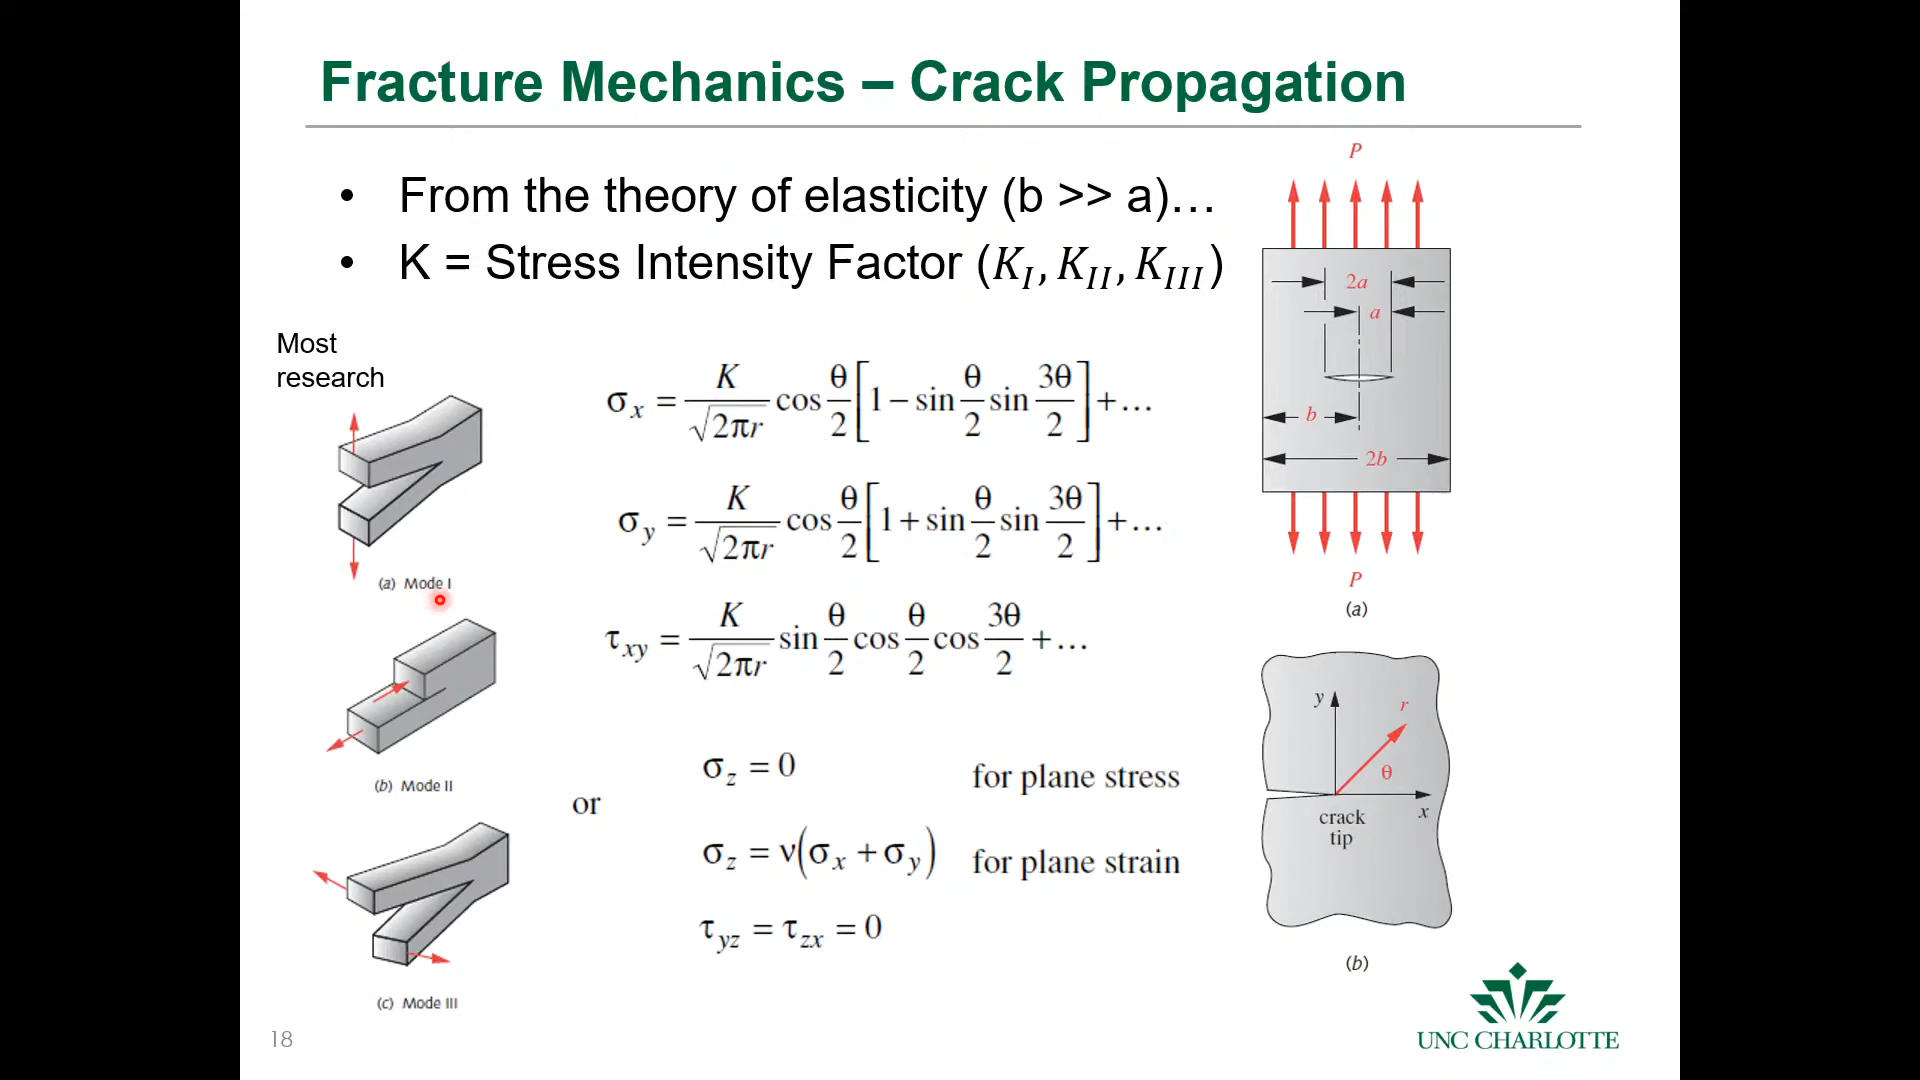 Fracture Mechanics – Crack Propagation
• From the theory of elasticity (b >> a)…
• K = Stress Intensity Factor (K_I, K_II, K_III)
Most
research
(a) Mode I
(b) Mode II
(c) Mode III
σ_x = K/√(2πr) cos θ/2 [1 − sin θ/2 sin 3θ/2] + …
σ_y = K/√(2πr) cos θ/2 [1 + sin θ/2 sin 3θ/2] + …
τ_xy = K/√(2πr) sin θ/2 cos θ/2 cos 3θ/2 + …
σ_z = 0 for plane stress
or
σ_z = ν(σ_x + σ_y) for plane strain
τ_yz = τ_zx = 0
P
2a
a
b
2b
P
(a)
y
r
θ
x
crack
tip
(b)
18
UNC CHARLOTTE